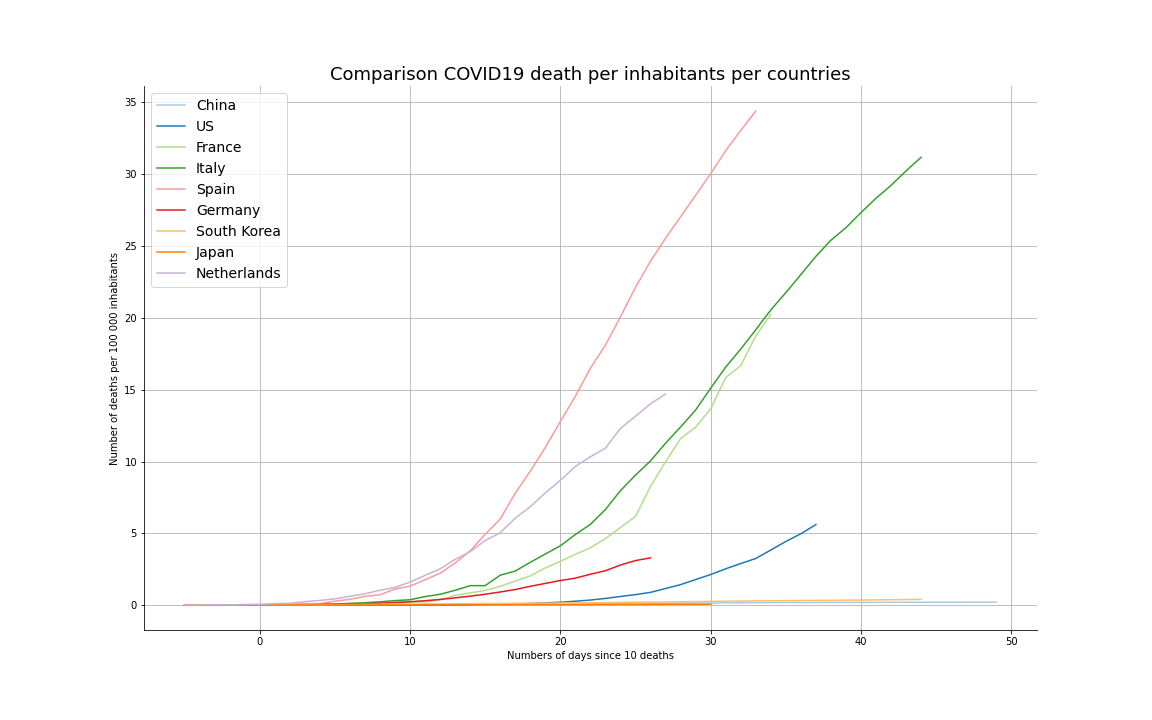 Comparison COVID19 death per inhabitants per countries
China
US
France
Italy
Spain
Germany
South Korea
Japan
Netherlands
Number of deaths per 100 000 inhabitants
35
30
25
20
15
10
5
0
0 10 20 30 40 50
Numbers of days since 10 deaths